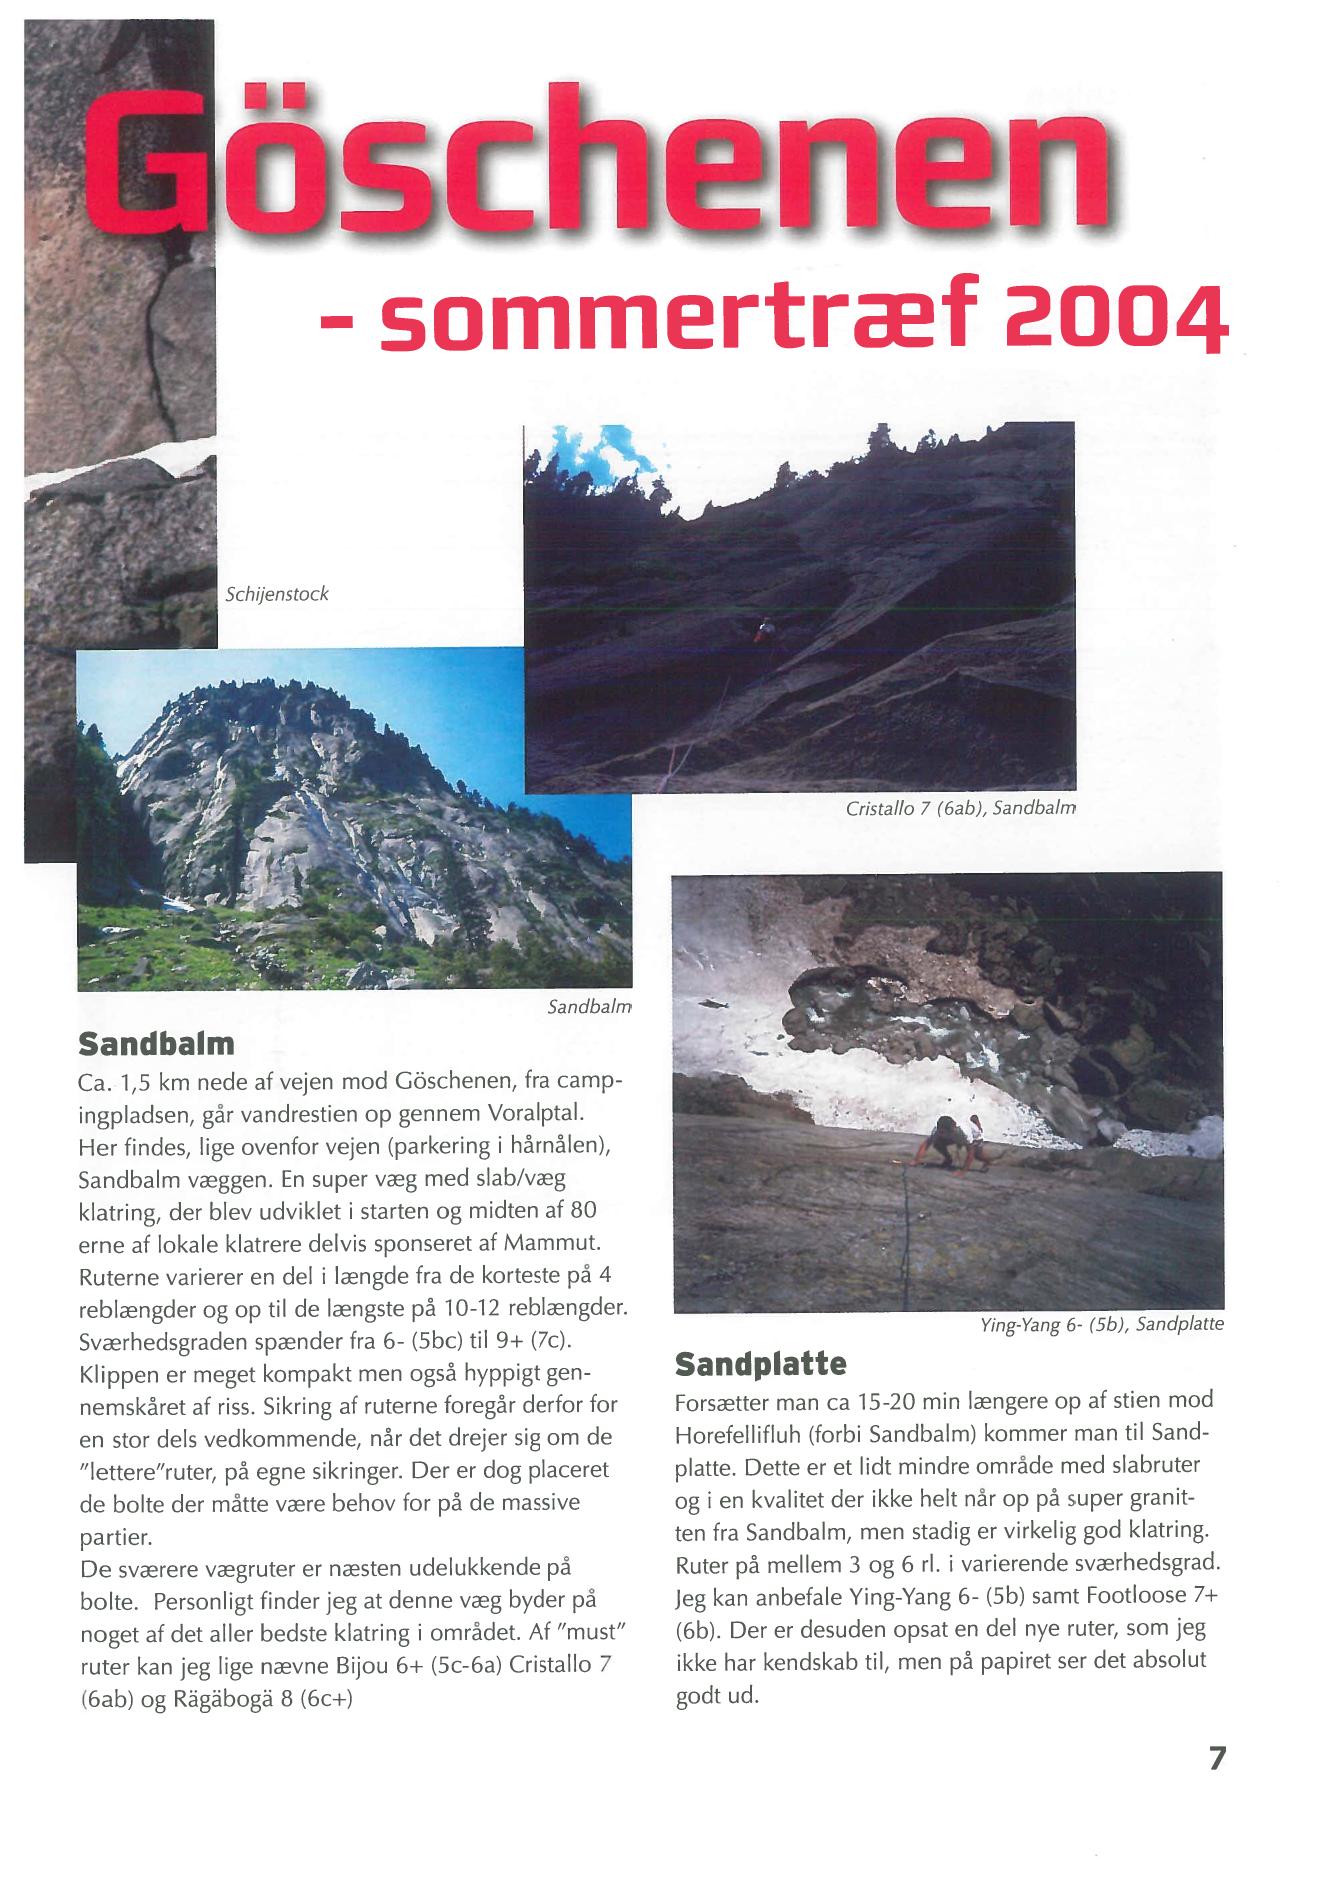 Göschenen
- sommertræf 2004
Schijenstock
Cristallo 7 (6ab), Sandbalm
Sandbalm
Sandbalm
Ca. 1,5 km nede af vejen mod Göschenen, fra camp-
ingpladsen, går vandrestien op gennem Voralptal.
Her findes, lige ovenfor vejen (parkering i hårnålen),
Sandbalm væggen. En super væg med slab/væg
klatring, der blev udviklet i starten og midten af 80
erne af lokale klatrere delvis sponseret af Mammut.
Ruterne varierer en del i længde fra de korteste på 4
reblængder og op til de længste på 10-12 reblængder.
Sværhedsgraden spænder fra 6- (5bc) til 9+ (7c).
Klippen er meget kompakt men også hyppigt gen-
nemskåret af riss. Sikring af ruterne foregår derfor for
en stor dels vedkommende, når det drejer sig om de
"lettere"ruter, på egne sikringer. Der er dog placeret
de bolte der måtte være behov for på de massive
partier.
De sværere vægruter er næsten udelukkende på
bolte.  Personligt finder jeg at denne væg byder på
noget af det aller bedste klatring i området. Af "must"
ruter kan jeg lige nævne Bijou 6+ (5c-6a) Cristallo 7
(6ab) og Rägäbogä 8 (6c+)
Ying-Yang 6- (5b), Sandplatte
Sandplatte
Forsætter man ca 15-20 min længere op af stien mod
Horefellifluh (forbi Sandbalm) kommer man til Sand-
platte. Dette er et lidt mindre område med slabruter
og i en kvalitet der ikke helt når op på super granit-
ten fra Sandbalm, men stadig er virkelig god klatring.
Ruter på mellem 3 og 6 rl. i varierende sværhedsgrad.
Jeg kan anbefale Ying-Yang 6- (5b) samt Footloose 7+
(6b). Der er desuden opsat en del nye ruter, som jeg
ikke har kendskab til, men på papiret ser det absolut
godt ud.
7